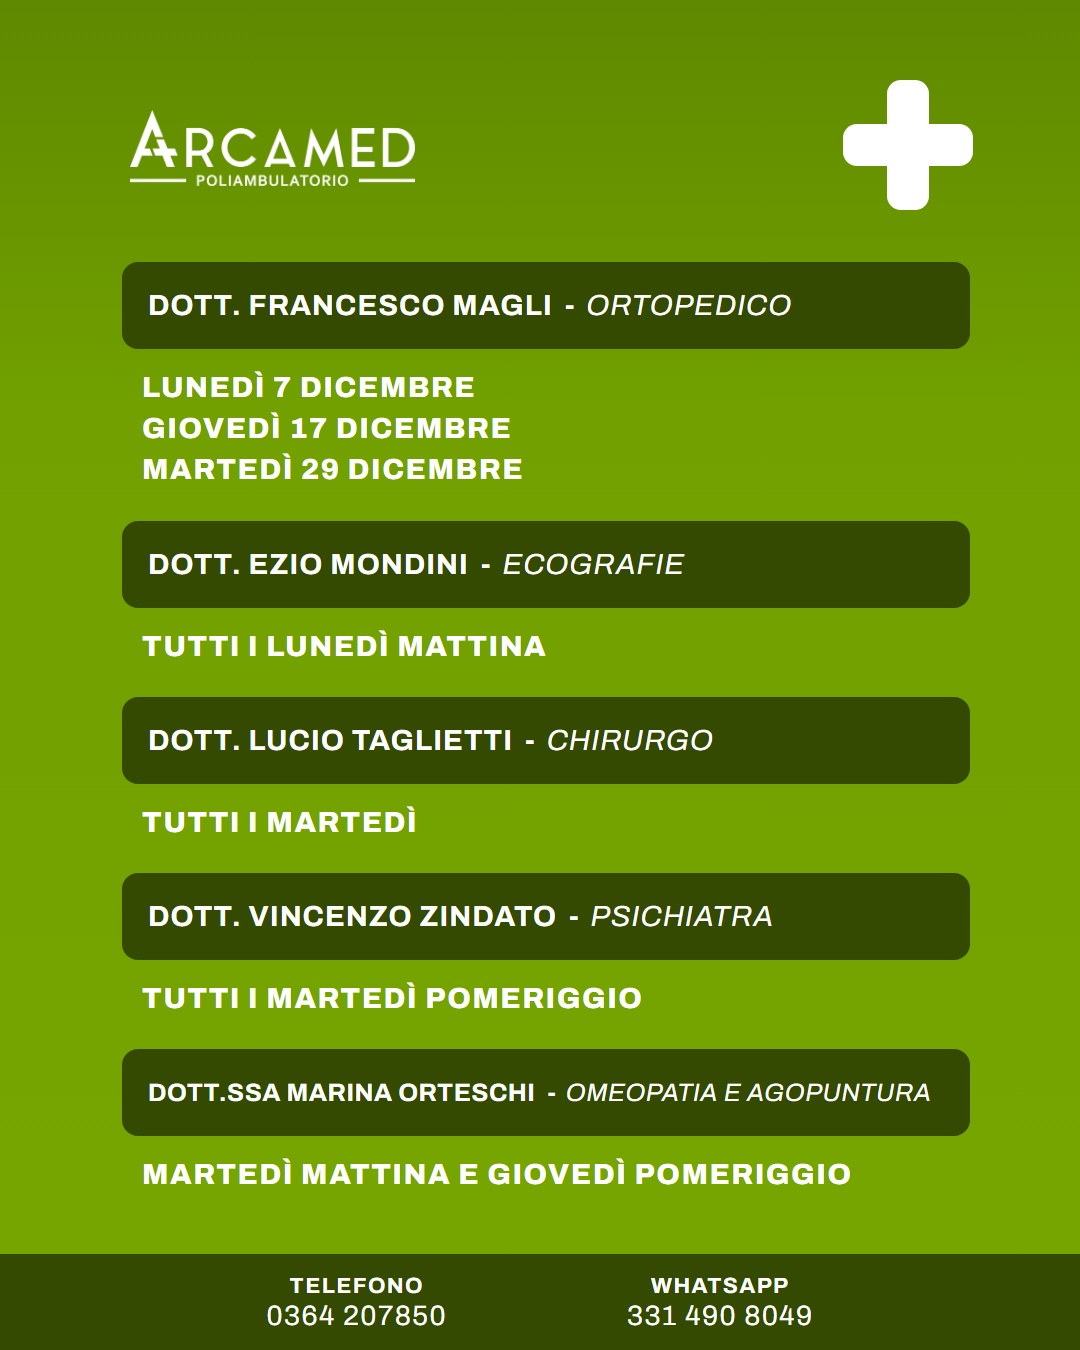 ARCAMED
POLIAMBULATORIO
DOTT. FRANCESCO MAGLI - ORTOPEDICO
LUNEDÌ 7 DICEMBRE
GIOVEDÌ 17 DICEMBRE
MARTEDÌ 29 DICEMBRE
DOTT. EZIO MONDINI - ECOGRAFIE
TUTTI I LUNEDÌ MATTINA
DOTT. LUCIO TAGLIETTI - CHIRURGO
TUTTI I MARTEDÌ
DOTT. VINCENZO ZINDATO - PSICHIATRA
TUTTI I MARTEDÌ POMERIGGIO
DOTT.SSA MARINA ORTESCHI - OMEOPATIA E AGOPUNTURA
MARTEDÌ MATTINA E GIOVEDÌ POMERIGGIO
TELEFONO
0364 207850
WHATSAPP
331 490 8049